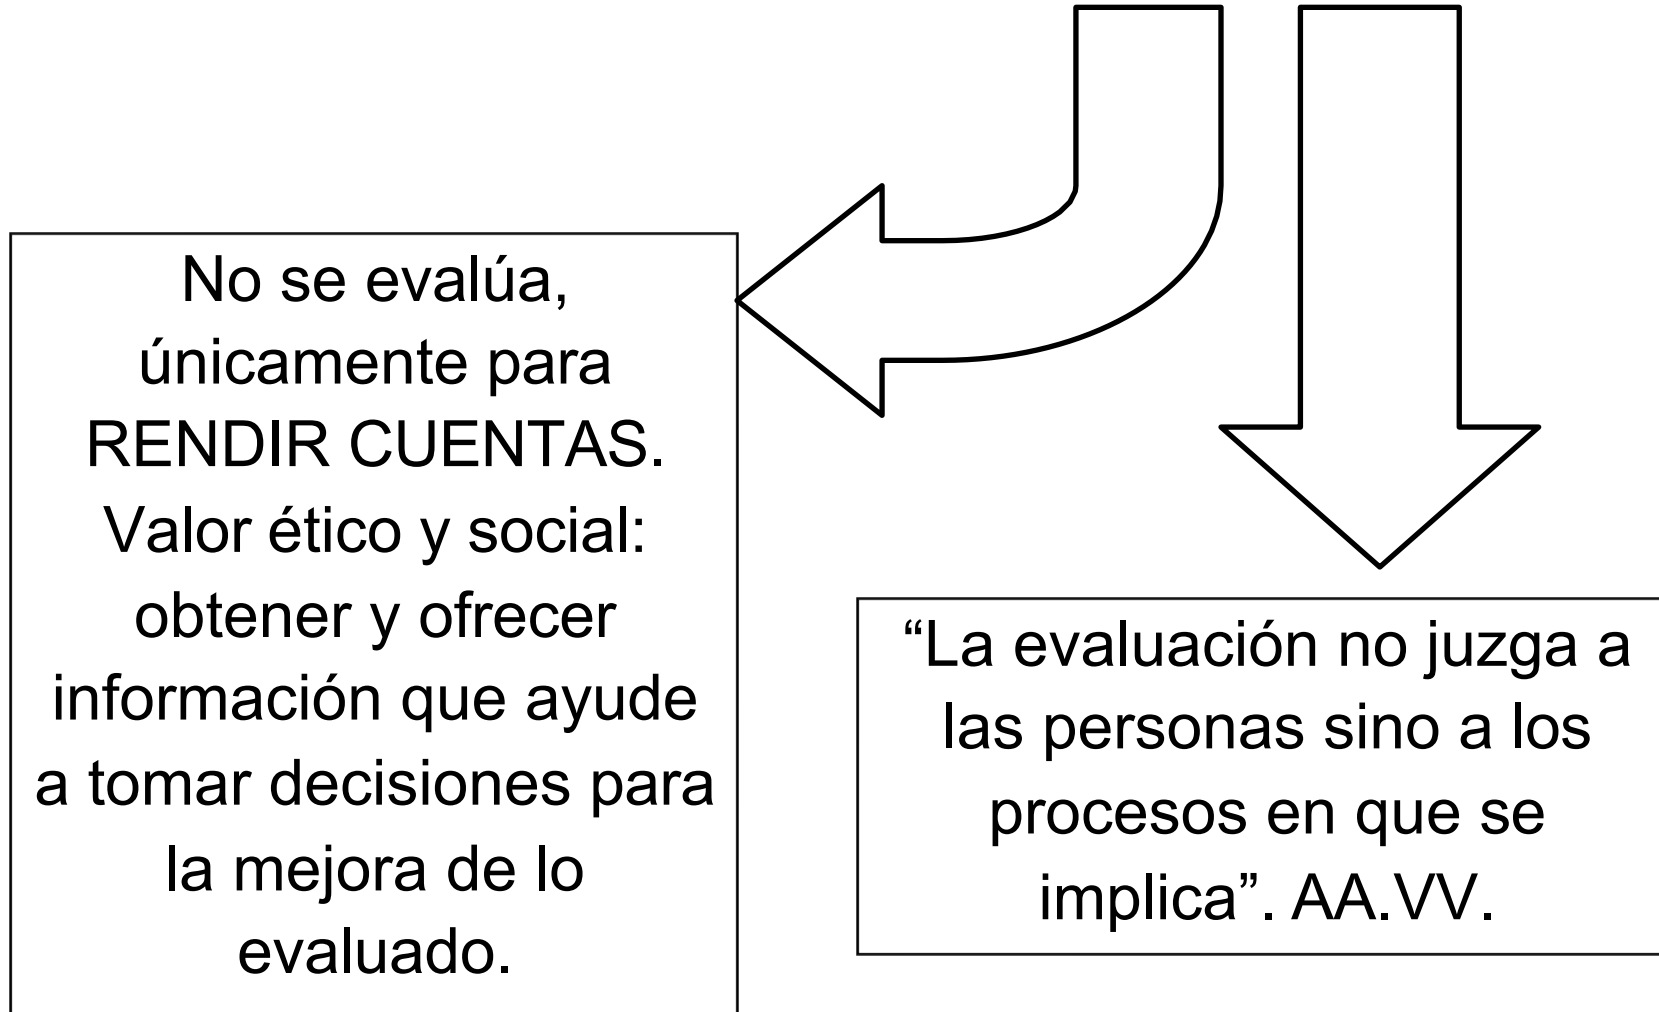 No se evalúa,
únicamente para
RENDIR CUENTAS.
Valor ético y social:
obtener y ofrecer
información que ayude
a tomar decisiones para
la mejora de lo
evaluado.
“La evaluación no juzga a
las personas sino a los
procesos en que se
implica”. AA.VV.